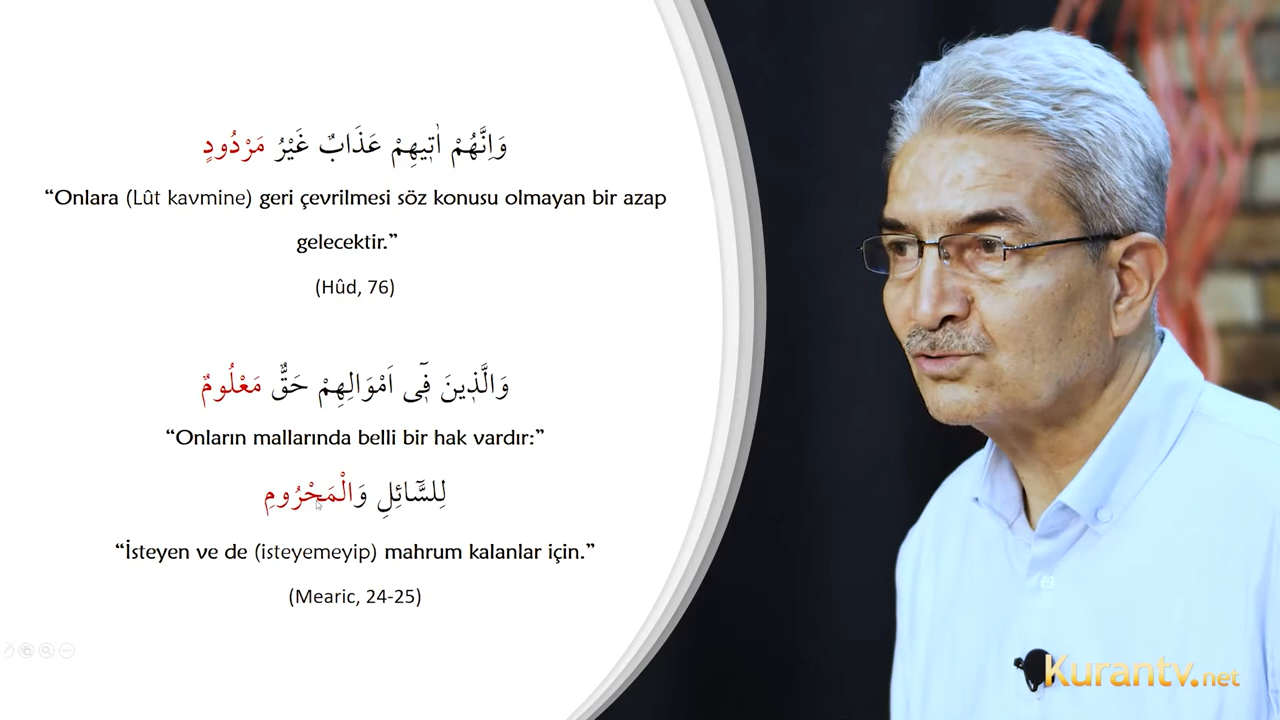 وَاِنَّهُمْ اٰتٖيهِمْ عَذَابٌ غَيْرُ مَرْدُودٍ
“Onlara (Lût kavmine) geri çevrilmesi söz konusu olmayan bir azap
gelecektir.”
(Hûd, 76)
وَالَّذٖينَ فٖٓى اَمْوَالِهِمْ حَقٌّ مَعْلُومٌ
“Onların mallarında belli bir hak vardır:”
لِلسَّٓائِلِ وَالْمَحْرُومِ
“İsteyen ve de (isteyemeyip) mahrum kalanlar için.”
(Mearic, 24-25)
Kurantv.net